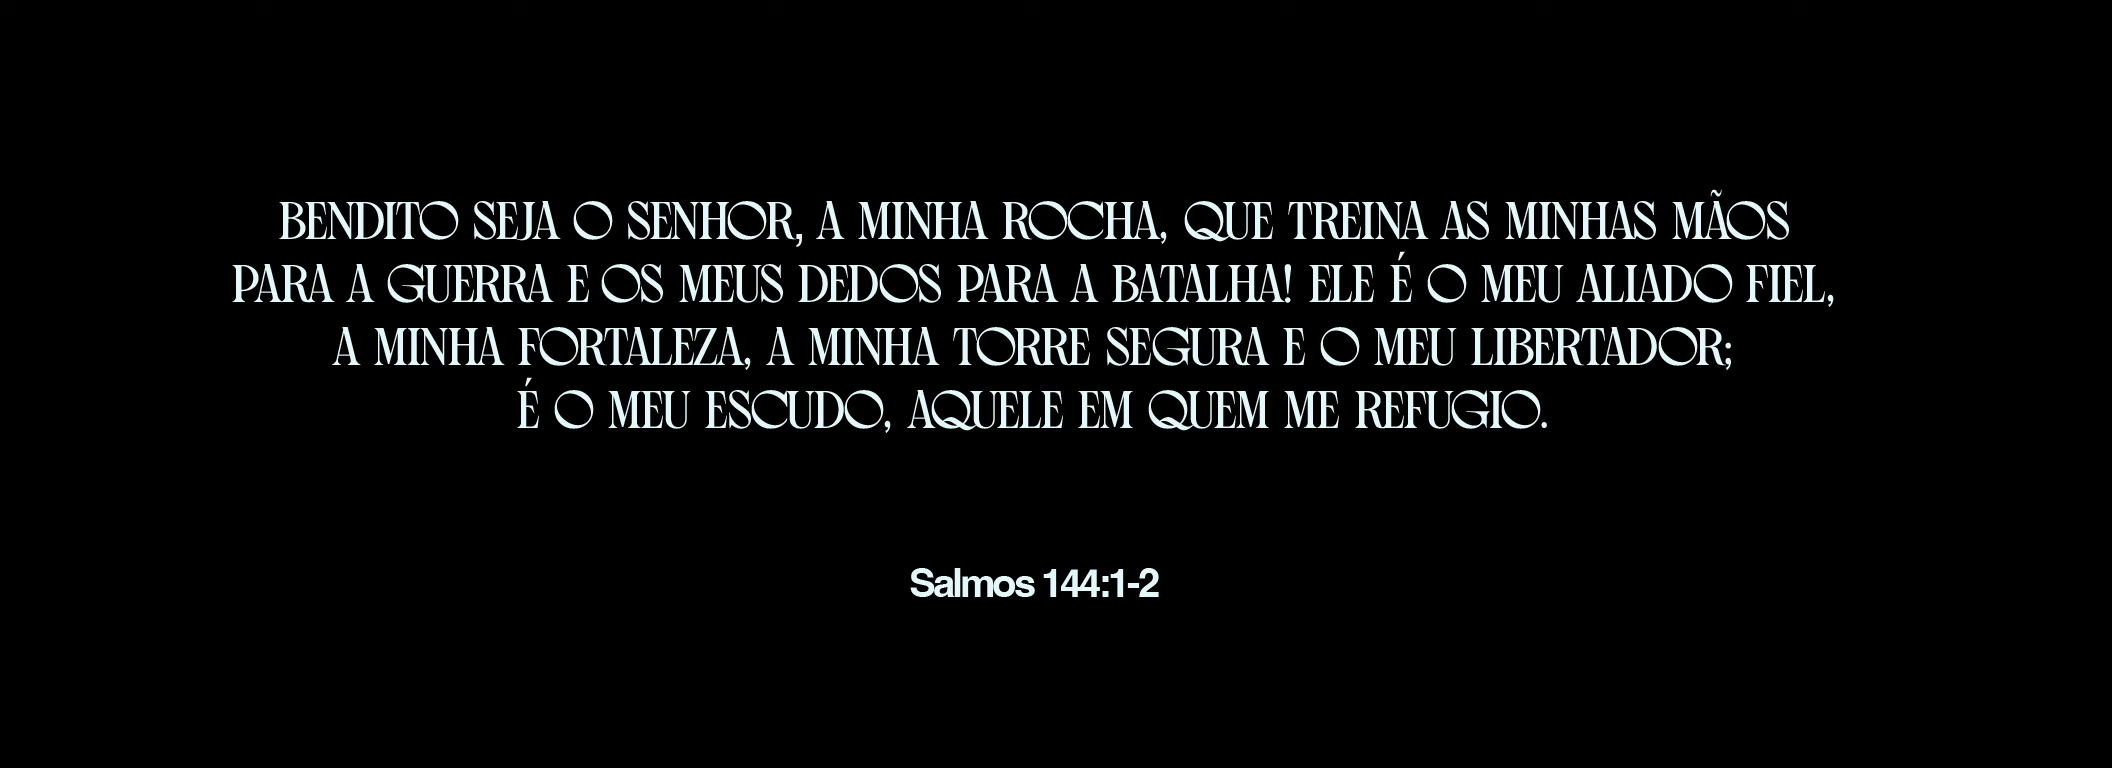 BENDITO SEJA O SENHOR, A MINHA ROCHA, QUE TREINA AS MINHAS MÃOS
PARA A GUERRA E OS MEUS DEDOS PARA A BATALHA! ELE É O MEU ALIADO FIEL,
A MINHA FORTALEZA, A MINHA TORRE SEGURA E O MEU LIBERTADOR;
É O MEU ESCUDO, AQUELE EM QUEM ME REFUGIO.
Salmos 144:1-2